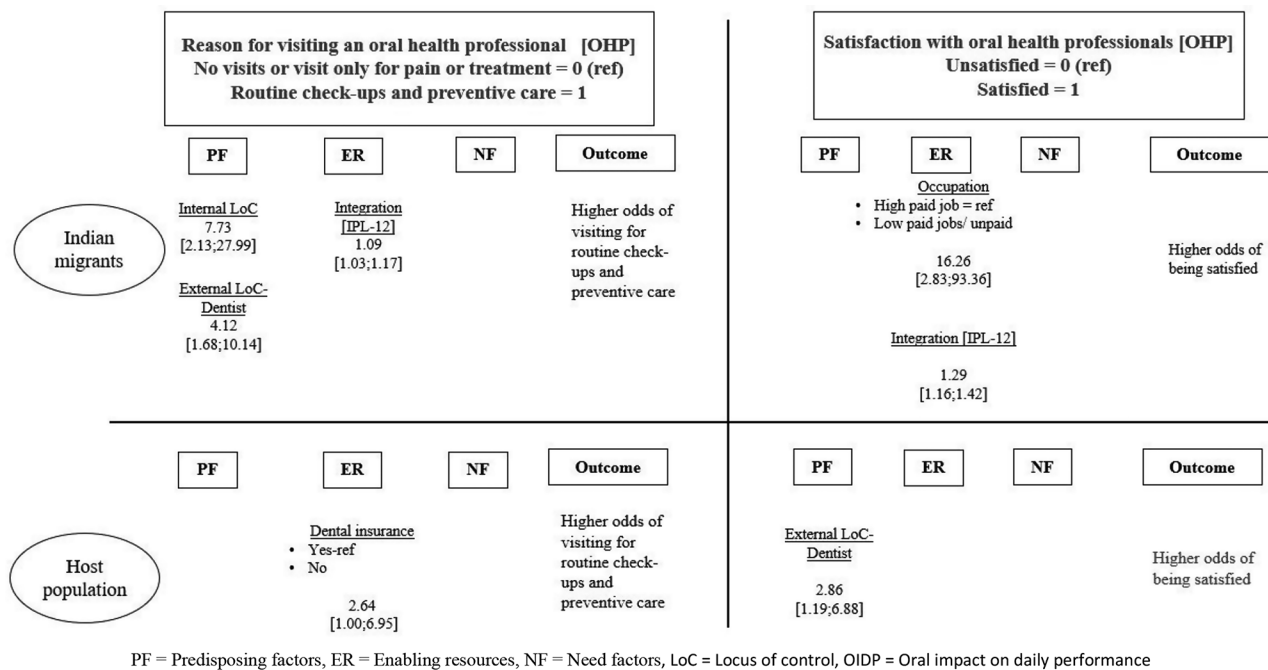 Reason for visiting an oral health professional [OHP]
No visits or visit only for pain or treatment = 0 (ref)
Routine check-ups and preventive care = 1
Satisfaction with oral health professionals [OHP]
Unsatisfied = 0 (ref)
Satisfied = 1
PF
ER
NF
Outcome
PF
ER
NF
Outcome
Indian
migrants
Internal LoC
7.73
[2.13;27.99]
External LoC-
Dentist
4.12
[1.68;10.14]
Integration
[IPL-12]
1.09
[1.03;1.17]
Higher odds of
visiting for
routine check-
ups and
preventive care
Occupation
• High paid job = ref
• Low paid jobs/ unpaid
16.26
[2.83;93.36]
Integration [IPL-12]
1.29
[1.16;1.42]
Higher odds of
being satisfied
PF
ER
NF
Outcome
PF
ER
NF
Outcome
Host
population
Dental insurance
• Yes-ref
• No
2.64
[1.00;6.95]
Higher odds of
visiting for
routine check-
ups and
preventive care
External LoC-
Dentist
2.86
[1.19;6.88]
Higher odds of
being satisfied
PF = Predisposing factors, ER = Enabling resources, NF = Need factors, LoC = Locus of control, OIDP = Oral impact on daily performance